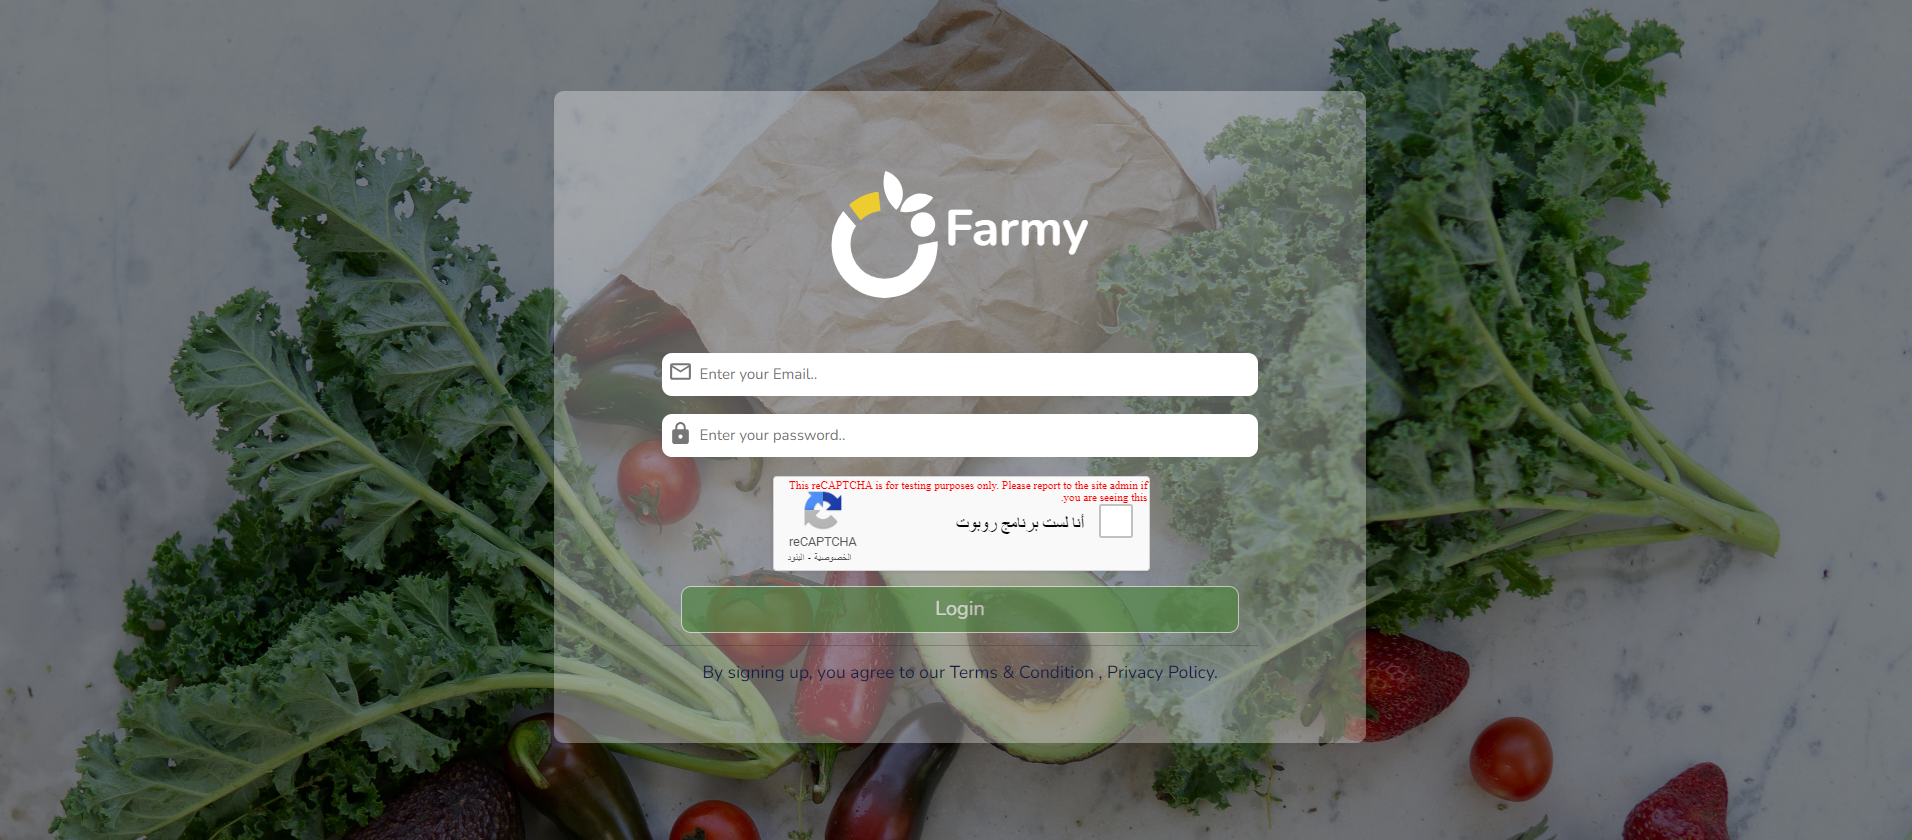 Farmy
Enter your Email..
Enter your password..
This reCAPTCHA is for testing purposes only. Please report to the site admin if
.you are seeing this
أنا لست برنامج روبوت
reCAPTCHA
الخصوصية - البنود
Login
By signing up, you agree to our Terms & Condition , Privacy Policy.